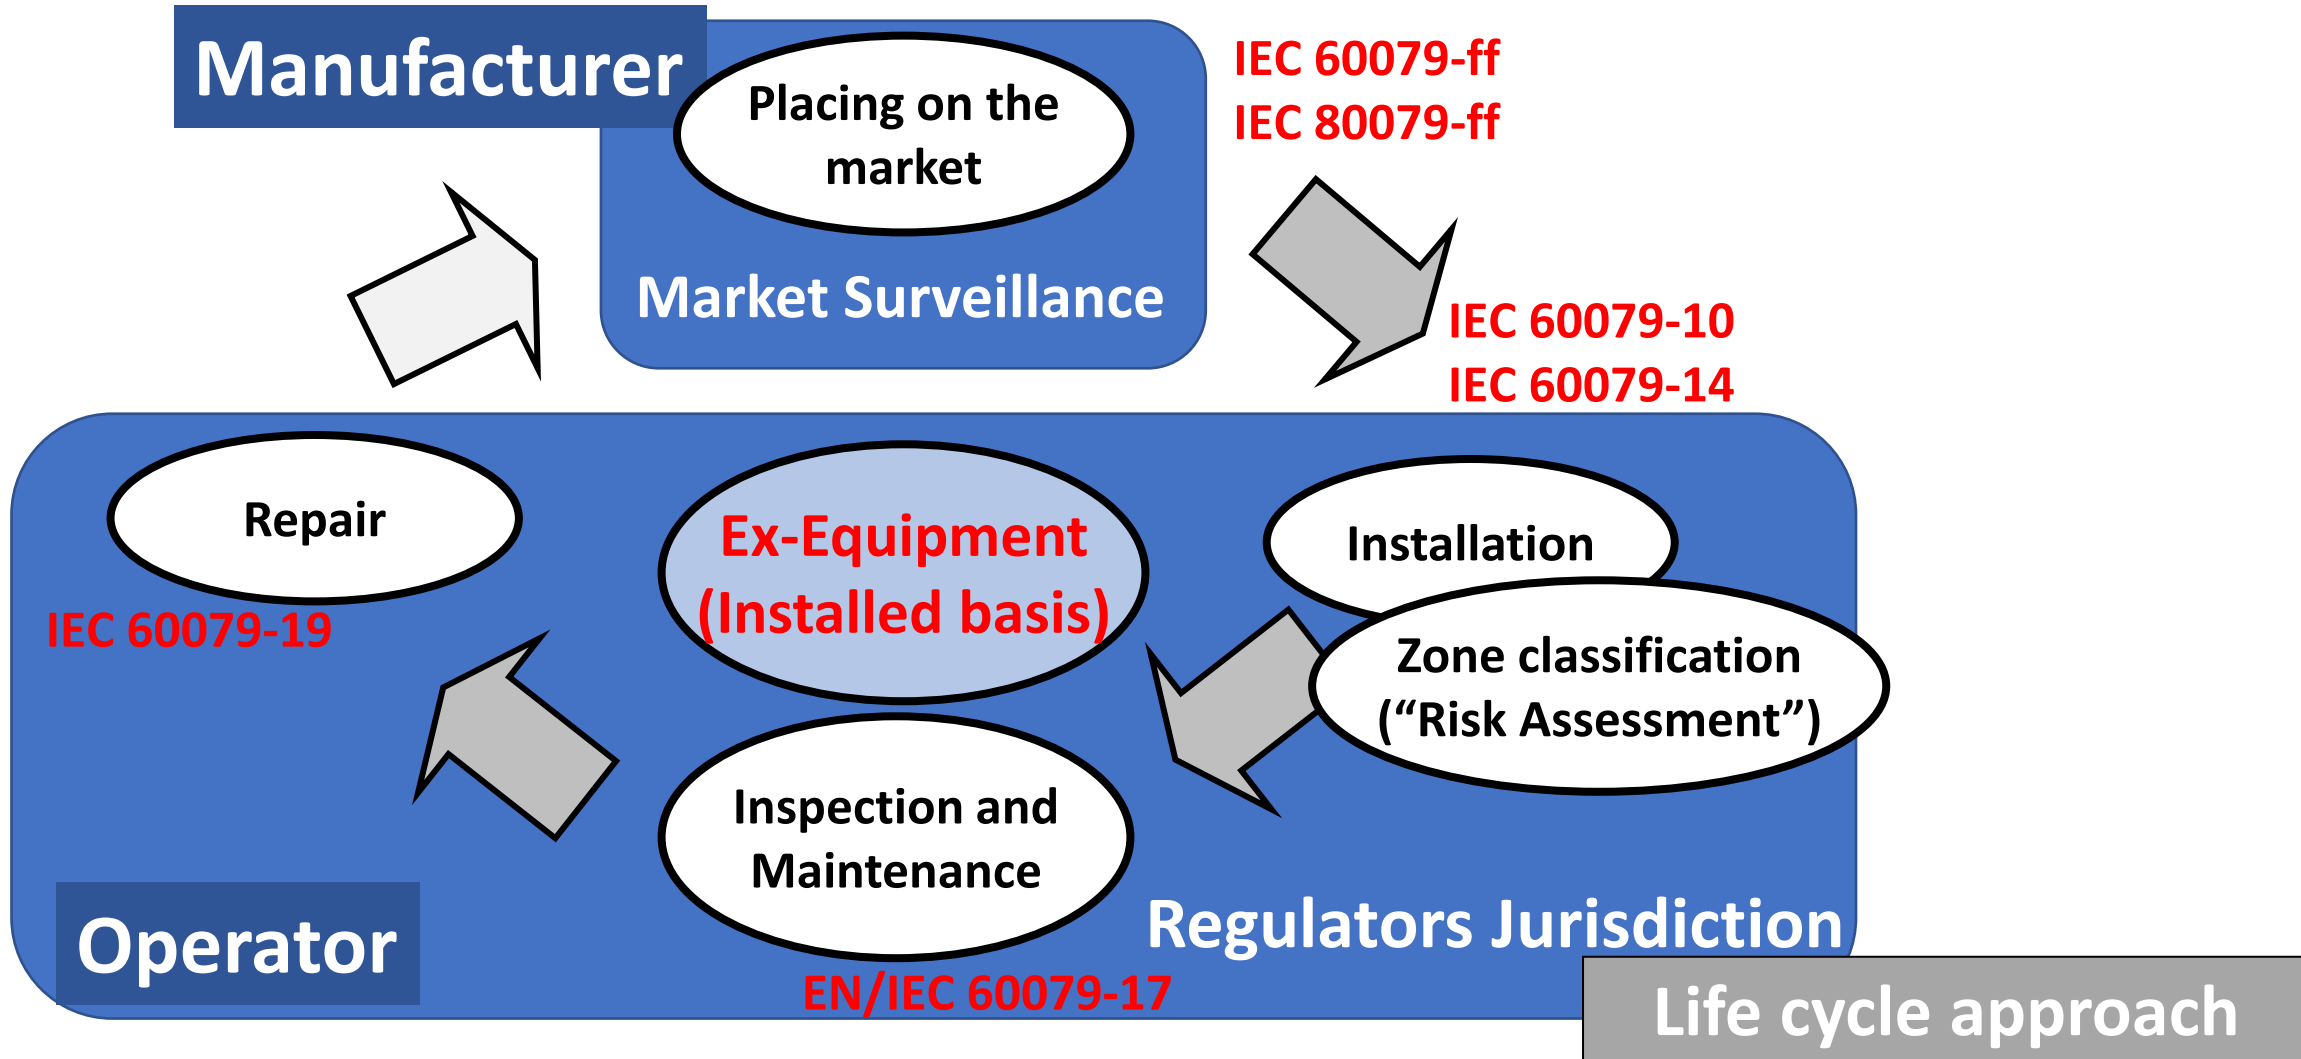 Manufacturer
Placing on the
market
Market Surveillance
IEC 60079-ff
IEC 80079-ff
IEC 60079-10
IEC 60079-14
Repair
IEC 60079-19
Ex-Equipment
(Installed basis)
Installation
Zone classification
(“Risk Assessment”)
Inspection and
Maintenance
EN/IEC 60079-17
Operator
Regulators Jurisdiction
Life cycle approach